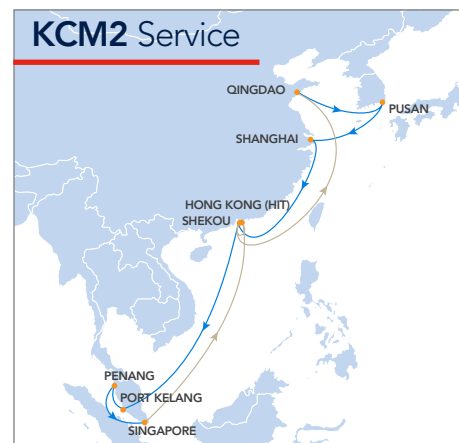 KCM2 Service
QINGDAO
PUSAN
SHANGHAI
HONG KONG (HIT)
SHEKOU
PENANG
PORT KELANG
SINGAPORE